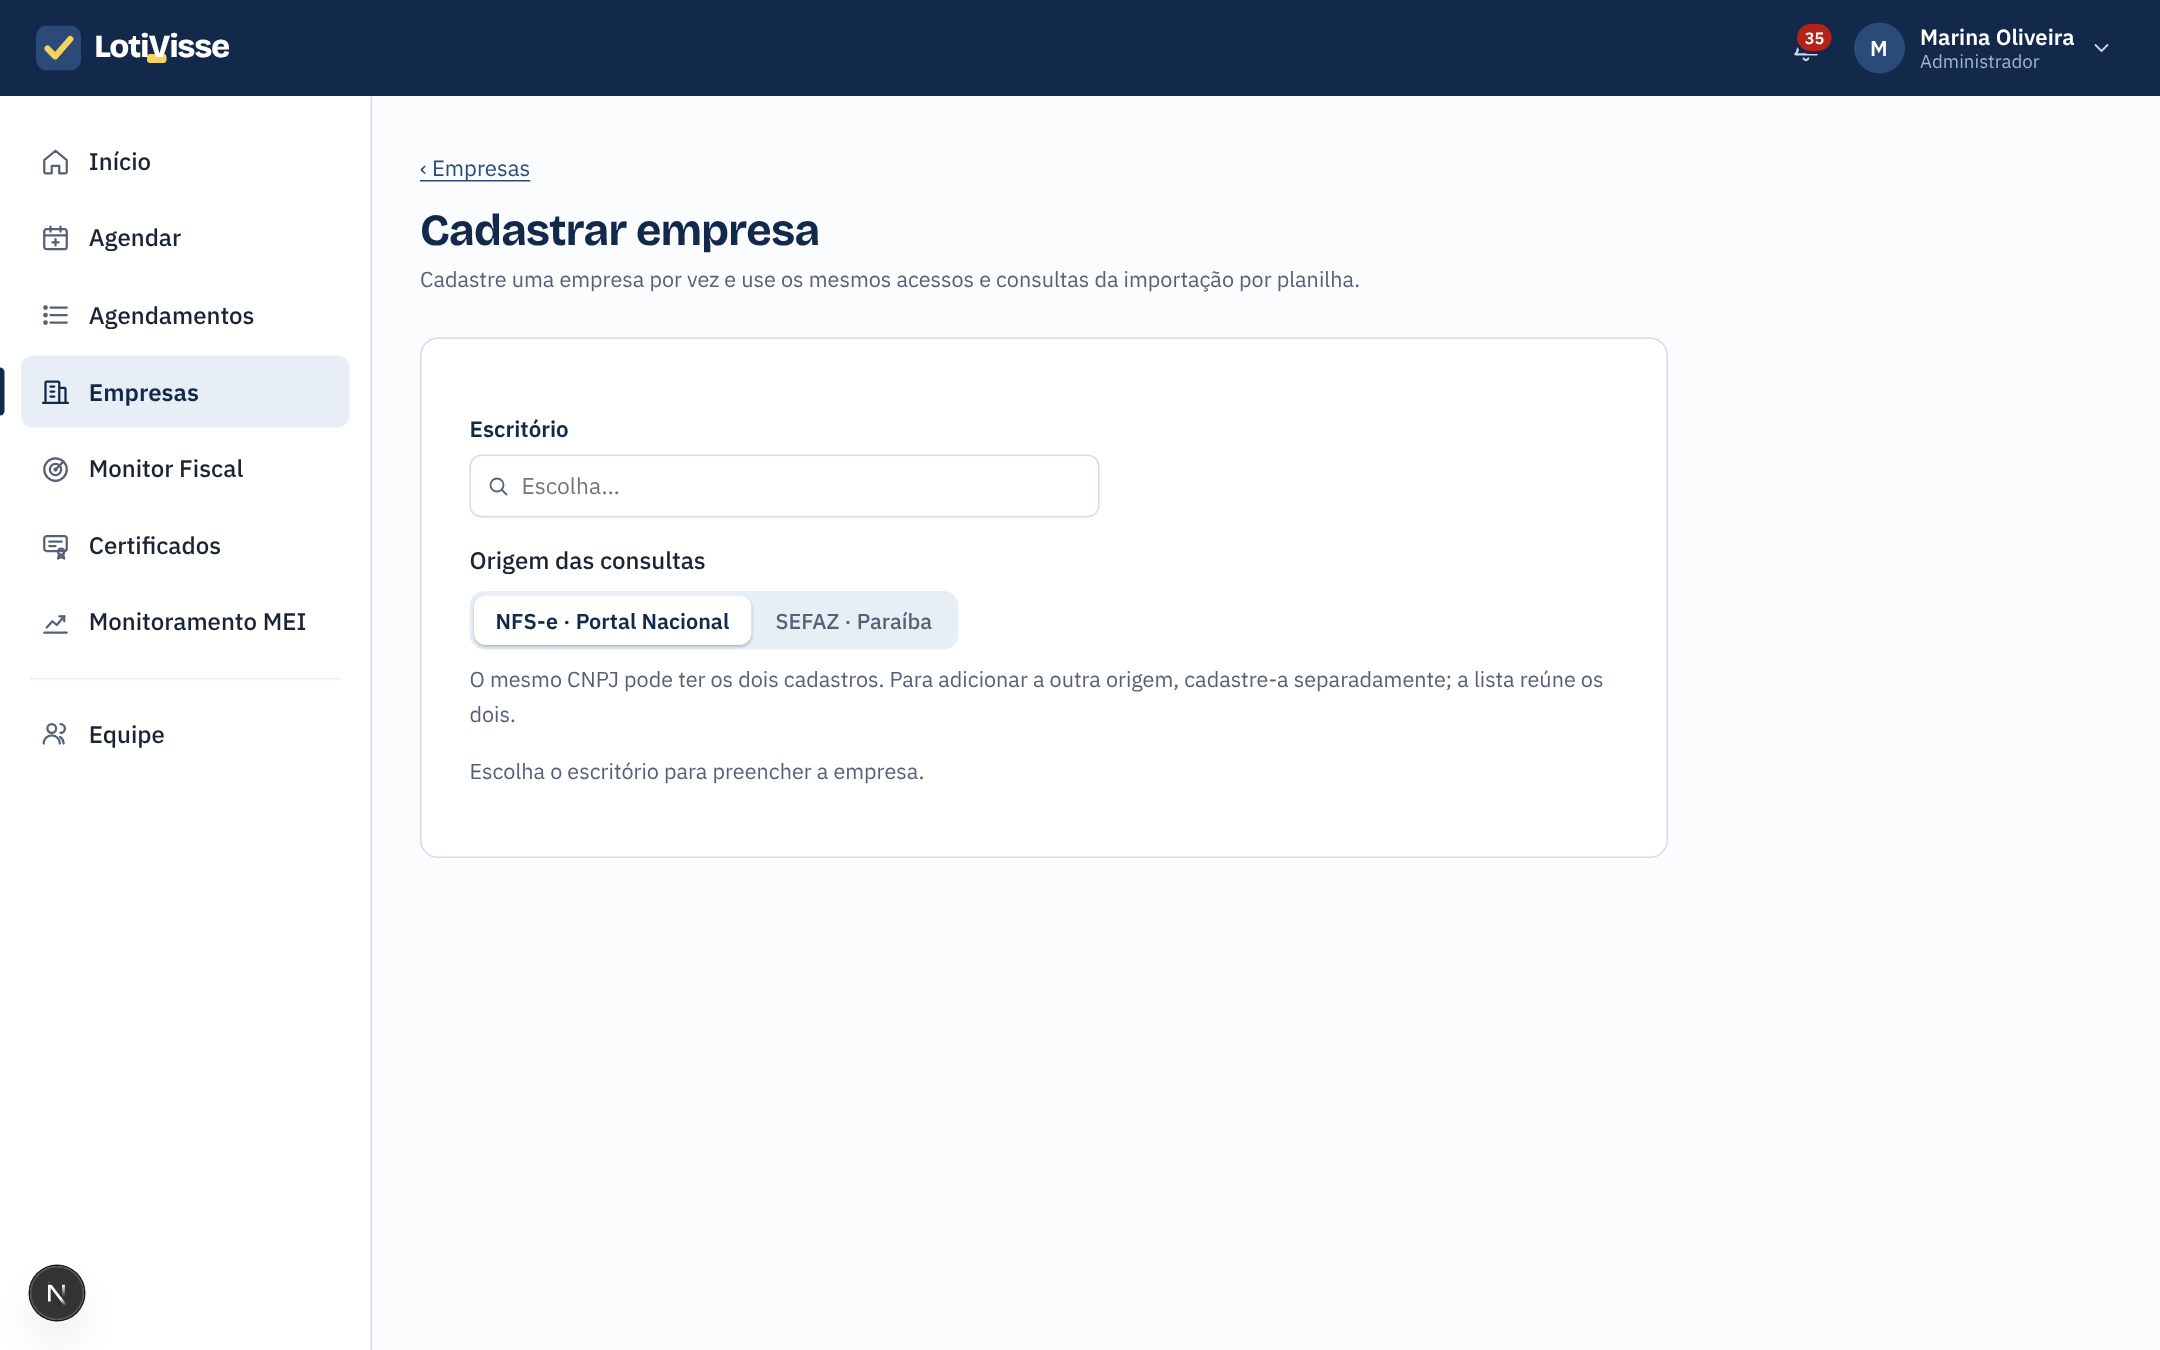 LotiVisse
35
M
Marina Oliveira
Administrador
Início
Agendar
Agendamentos
Empresas
Monitor Fiscal
Certificados
Monitoramento MEI
Equipe
N
‹ Empresas
Cadastrar empresa
Cadastre uma empresa por vez e use os mesmos acessos e consultas da importação por planilha.
Escritório
Escolha...
Origem das consultas
NFS-e · Portal Nacional
SEFAZ · Paraíba
O mesmo CNPJ pode ter os dois cadastros. Para adicionar a outra origem, cadastre-a separadamente; a lista reúne os
dois.
Escolha o escritório para preencher a empresa.